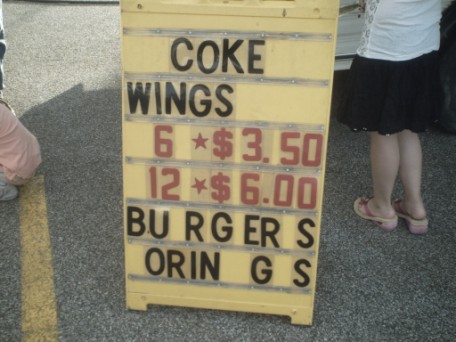 COKE
WINGS
6 ★ $3.50
12 ★ $6.00
BURGERS
ORINGS